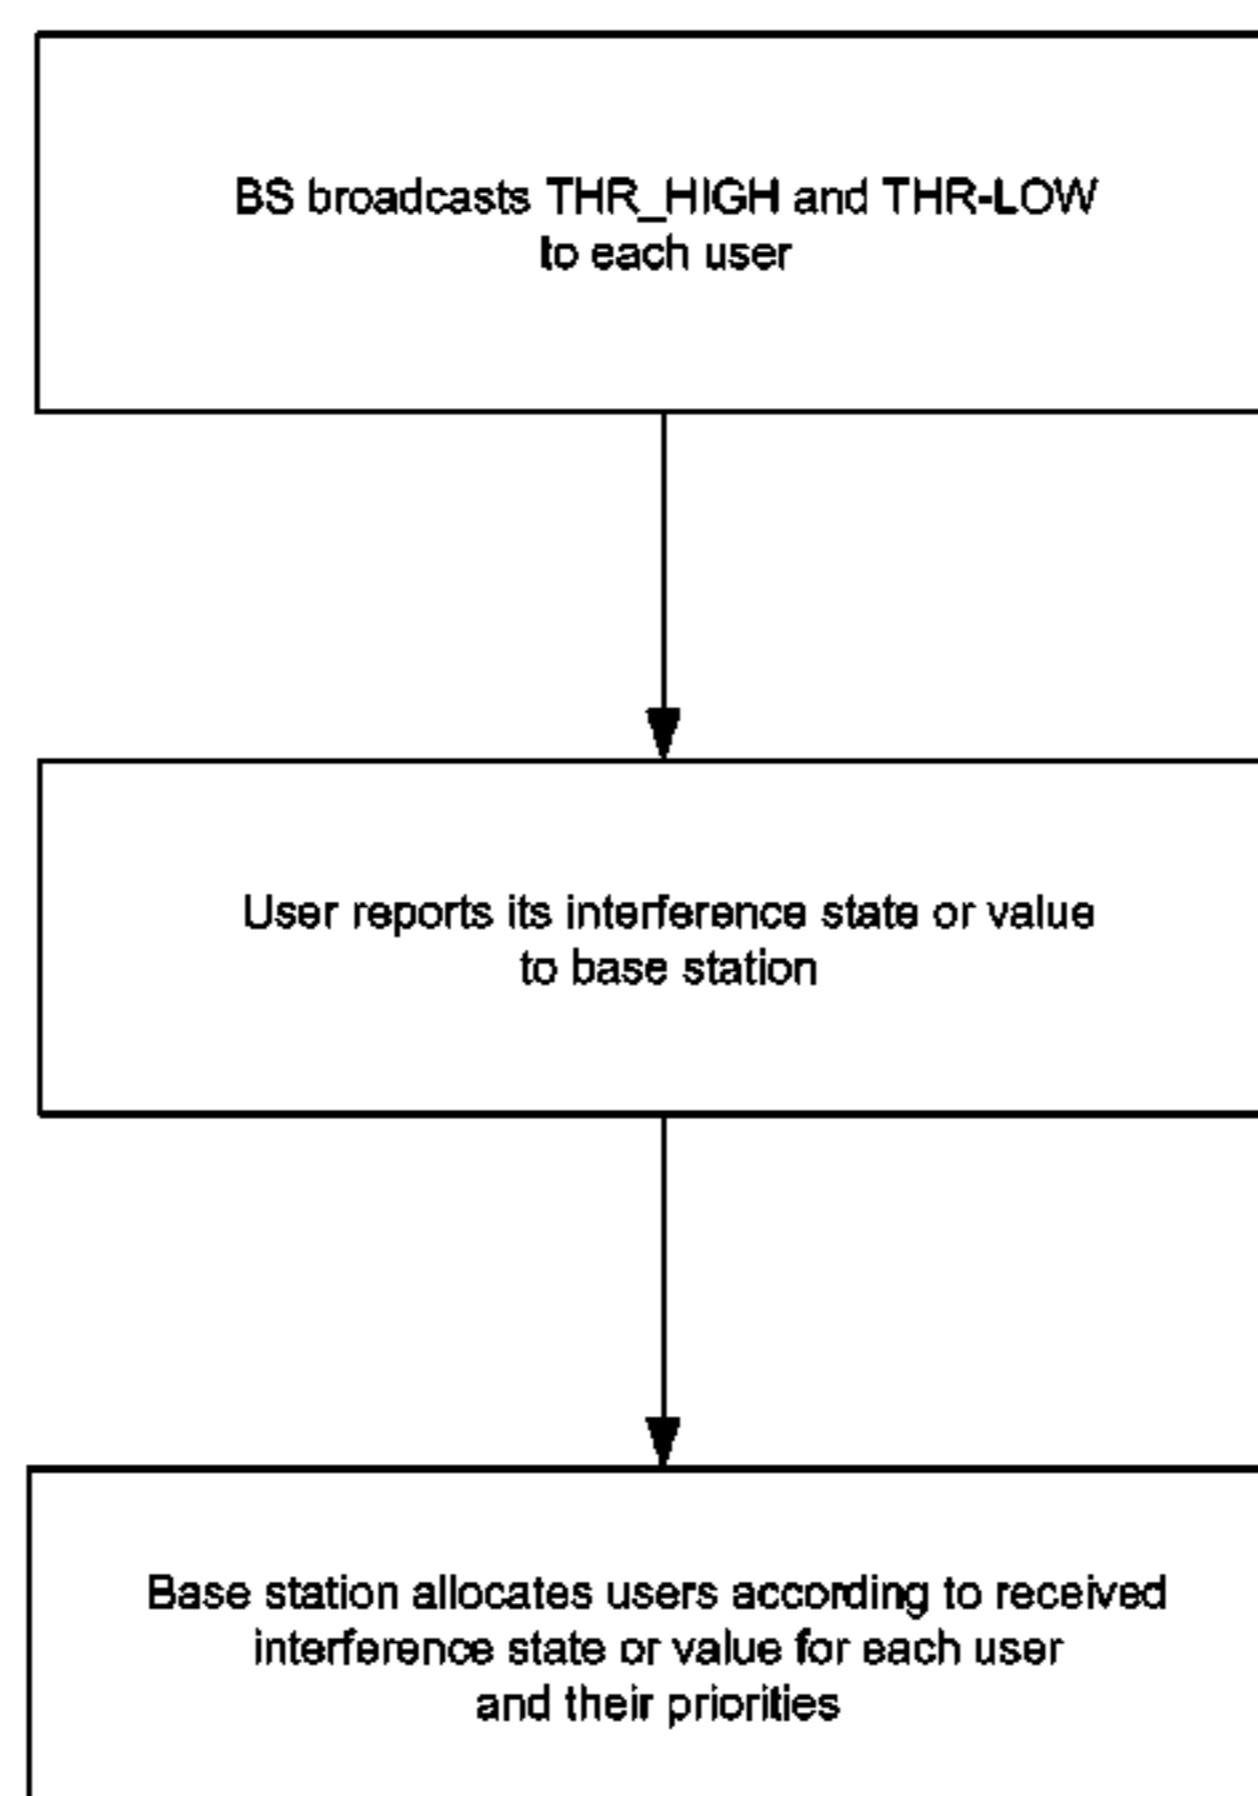 BS broadcasts THR_HIGH and THR-LOW
to each user
User reports its interference state or value
to base station
Base station allocates users according to received
interference state or value for each user
and their priorities